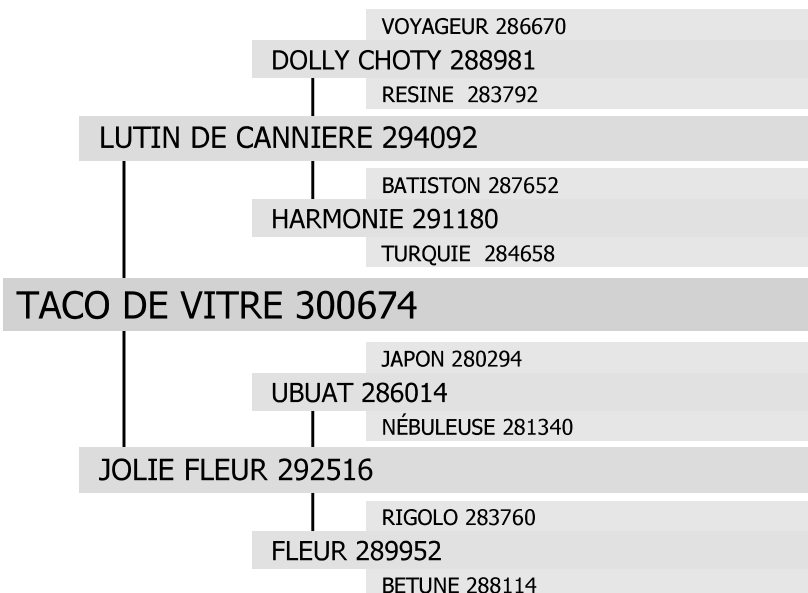 VOYAGEUR 286670
DOLLY CHOTY 288981
RESINE  283792
LUTIN DE CANNIERE 294092
BATISTON 287652
HARMONIE 291180
TURQUIE  284658
TACO DE VITRE 300674
JAPON 280294
UBUAT 286014
NÉBULEUSE 281340
JOLIE FLEUR 292516
RIGOLO 283760
FLEUR 289952
BETUNE 288114